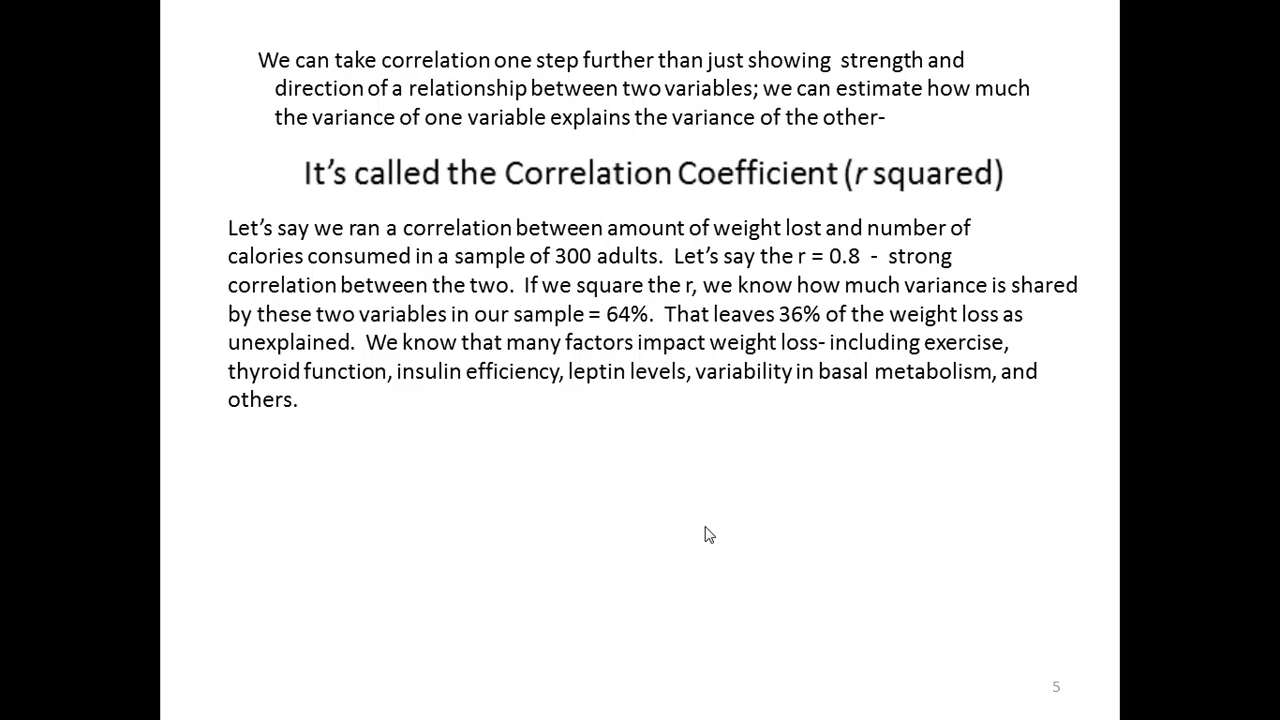 We can take correlation one step further than just showing  strength and
direction of a relationship between two variables; we can estimate how much
the variance of one variable explains the variance of the other-
It’s called the Correlation Coefficient (r squared)
Let’s say we ran a correlation between amount of weight lost and number of
calories consumed in a sample of 300 adults.  Let’s say the r = 0.8  -  strong
correlation between the two.  If we square the r, we know how much variance is shared
by these two variables in our sample = 64%.  That leaves 36% of the weight loss as
unexplained.  We know that many factors impact weight loss- including exercise,
thyroid function, insulin efficiency, leptin levels, variability in basal metabolism, and
others.
5